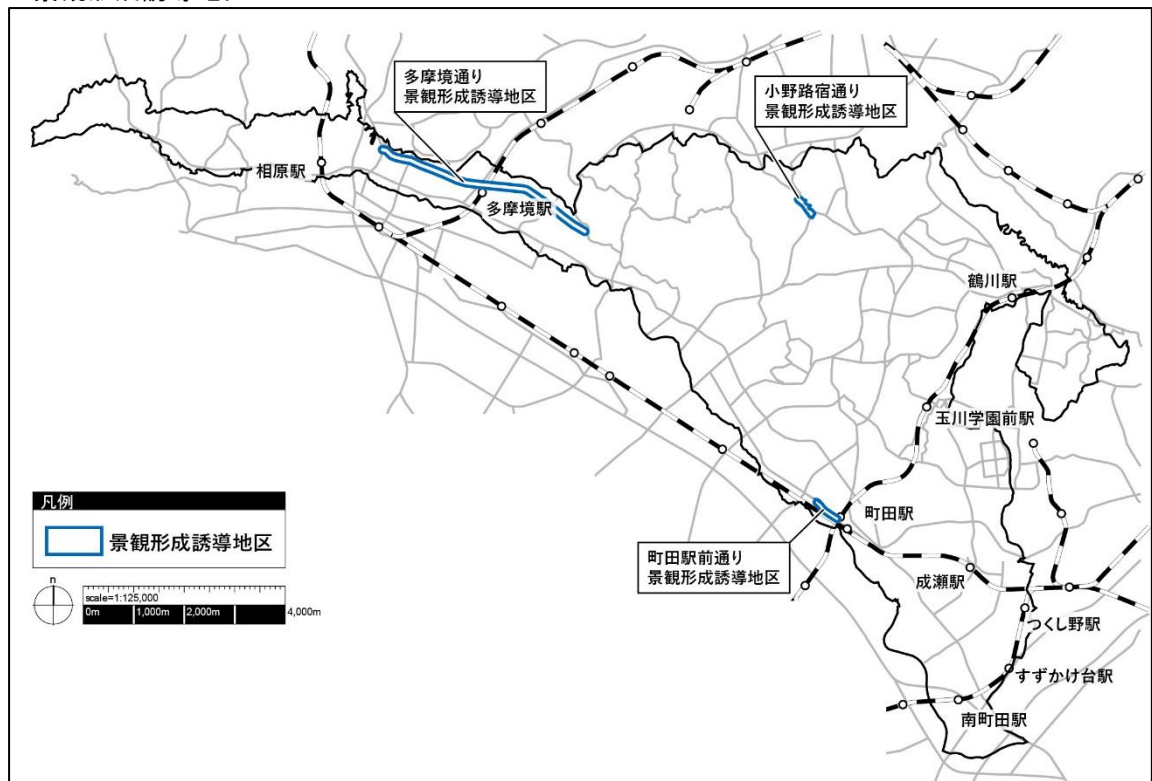 多摩境通り
景観形成誘導地区
小野路宿通り
景観形成誘導地区
相原駅
多摩境駅
鶴川駅
玉川学園前駅
凡例
景観形成誘導地区
町田駅
町田駅前通り
景観形成誘導地区
成瀬駅
n
scale=1:125,000
0m 1,000m 2,000m 4,000m
つくし野駅
すずかけ台駅
南町田駅